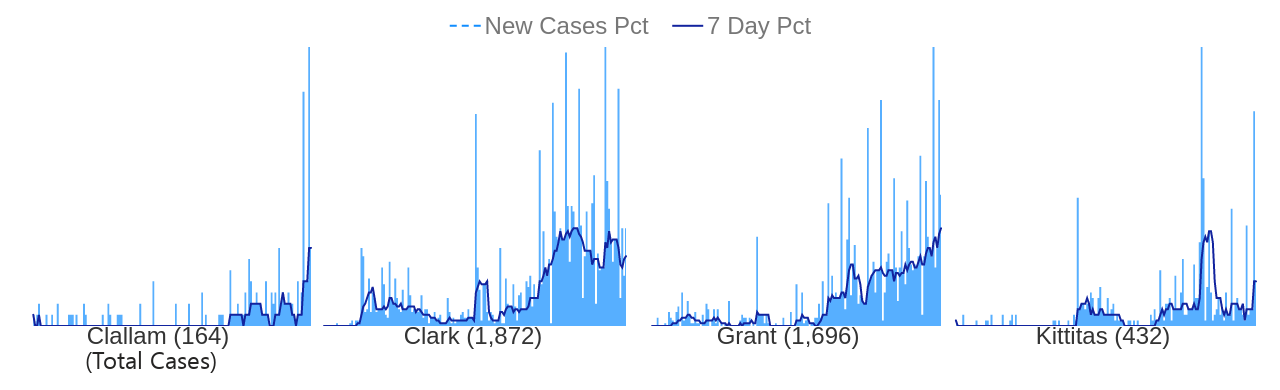 New Cases Pct 7 Day Pct
Clallam (164) Clark (1,872) Grant (1,696) Kittitas (432)
(Total Cases)